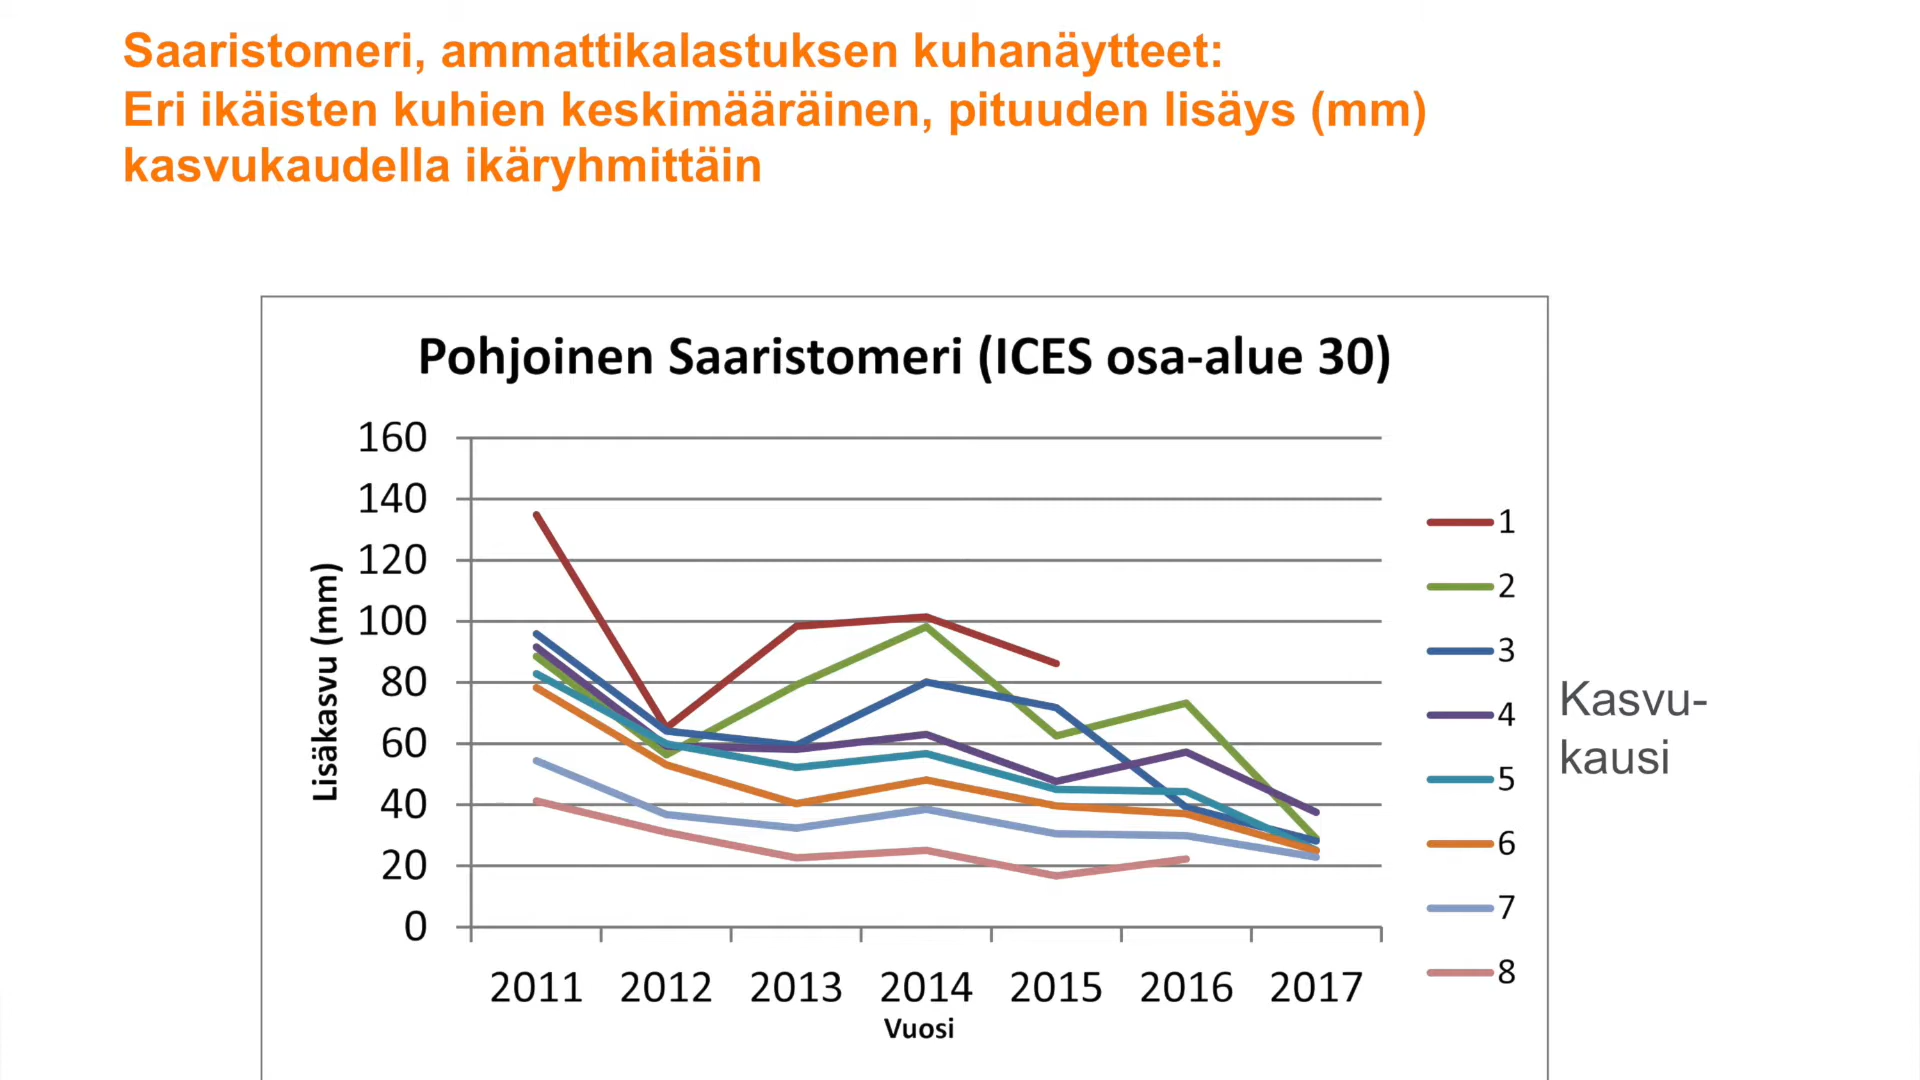 Saaristomeri, ammattikalastuksen kuhanäytteet:
Eri ikäisten kuhien keskimääräinen, pituuden lisäys (mm)
kasvukaudella ikäryhmittäin
Pohjoinen Saaristomeri (ICES osa-alue 30)
160
140
120
100
80
60
40
20
0
Lisäkasvu (mm)
2011 2012 2013 2014 2015 2016 2017
Vuosi
1
2
3
4
5
6
7
8
Kasvu-
kausi